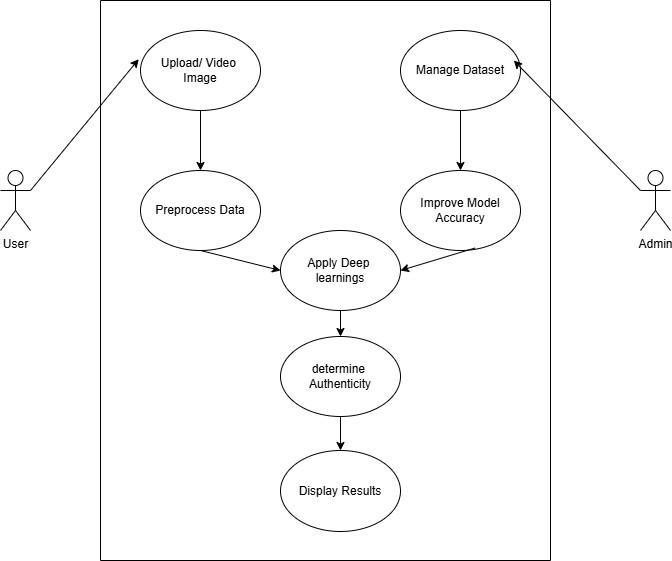 Upload/ Video
Image
Manage Dataset
Preprocess Data
Improve Model
Accuracy
User
Admin
Apply Deep
learnings
determine
Authenticity
Display Results